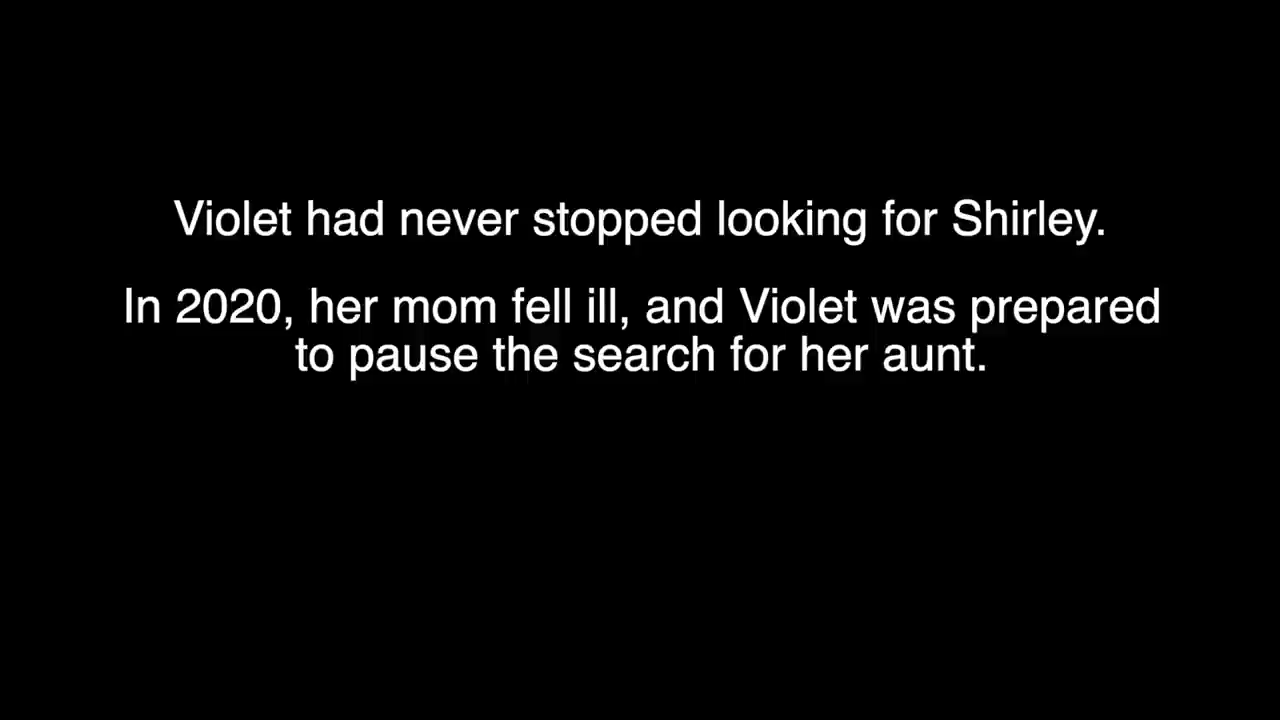 Violet had never stopped looking for Shirley.
In 2020, her mom fell ill, and Violet was prepared
to pause the search for her aunt.